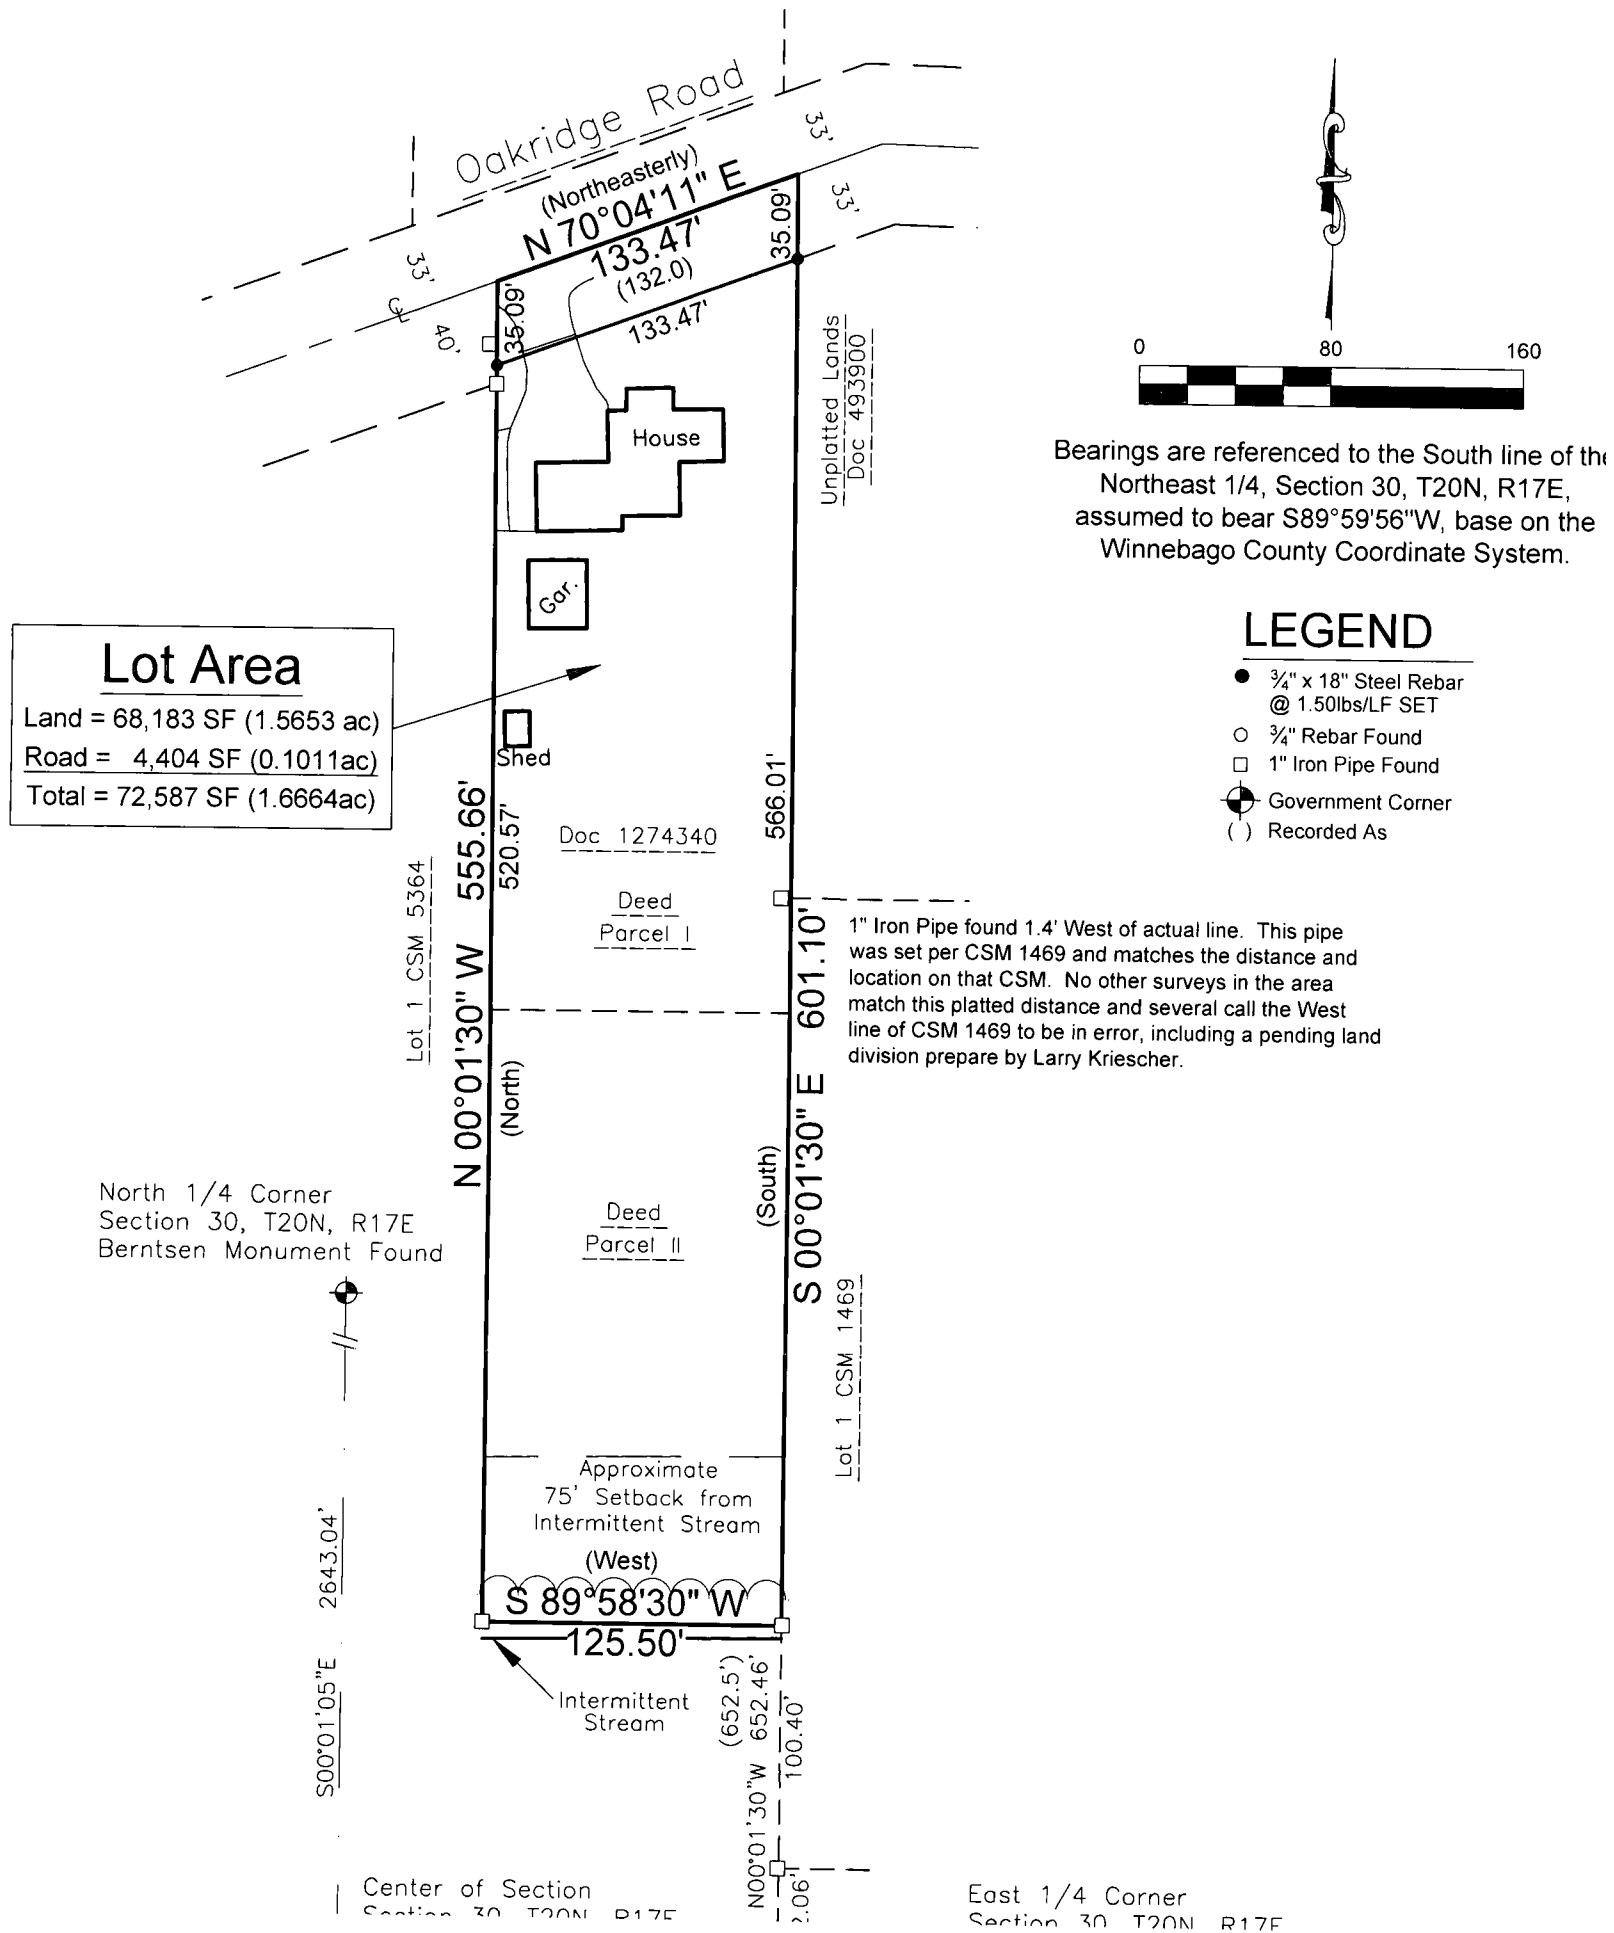 Oakridge Road
(Northeasterly)
N 70°04'11" E
133.47'
(132.0)
133.47'
33'
33'
33'
℄
40'
35.09'
35.09'
Unplatted Lands
Doc 493900
0 80 160
Bearings are referenced to the South line of the
Northeast 1/4, Section 30, T20N, R17E,
assumed to bear S89°59'56"W, base on the
Winnebago County Coordinate System.
LEGEND
¾" x 18" Steel Rebar
@ 1.50lbs/LF SET
¾" Rebar Found
1" Iron Pipe Found
Government Corner
( ) Recorded As
House
Gar.
Shed
Lot Area
Land = 68,183 SF (1.5653 ac)
Road = 4,404 SF (0.1011ac)
Total = 72,587 SF (1.6664ac)
Doc 1274340
Deed
Parcel I
Lot 1 CSM 5364
N 00°01'30" W 555.66'
520.57'
(North)
566.01'
S 00°01'30" E 601.10'
(South)
1" Iron Pipe found 1.4' West of actual line. This pipe
was set per CSM 1469 and matches the distance and
location on that CSM. No other surveys in the area
match this platted distance and several call the West
line of CSM 1469 to be in error, including a pending land
division prepare by Larry Kriescher.
Deed
Parcel II
Lot 1 CSM 1469
North 1/4 Corner
Section 30, T20N, R17E
Berntsen Monument Found
S00°01'05"E 2643.04'
Approximate
75' Setback from
Intermittent Stream
(West)
S 89°58'30" W
125.50'
Intermittent
Stream
(652.5')
N00°01'30"W 652.46'
100.40'
2.06'
Center of Section
Section 30, T20N, R17E
East 1/4 Corner
Section 30, T20N, R17E